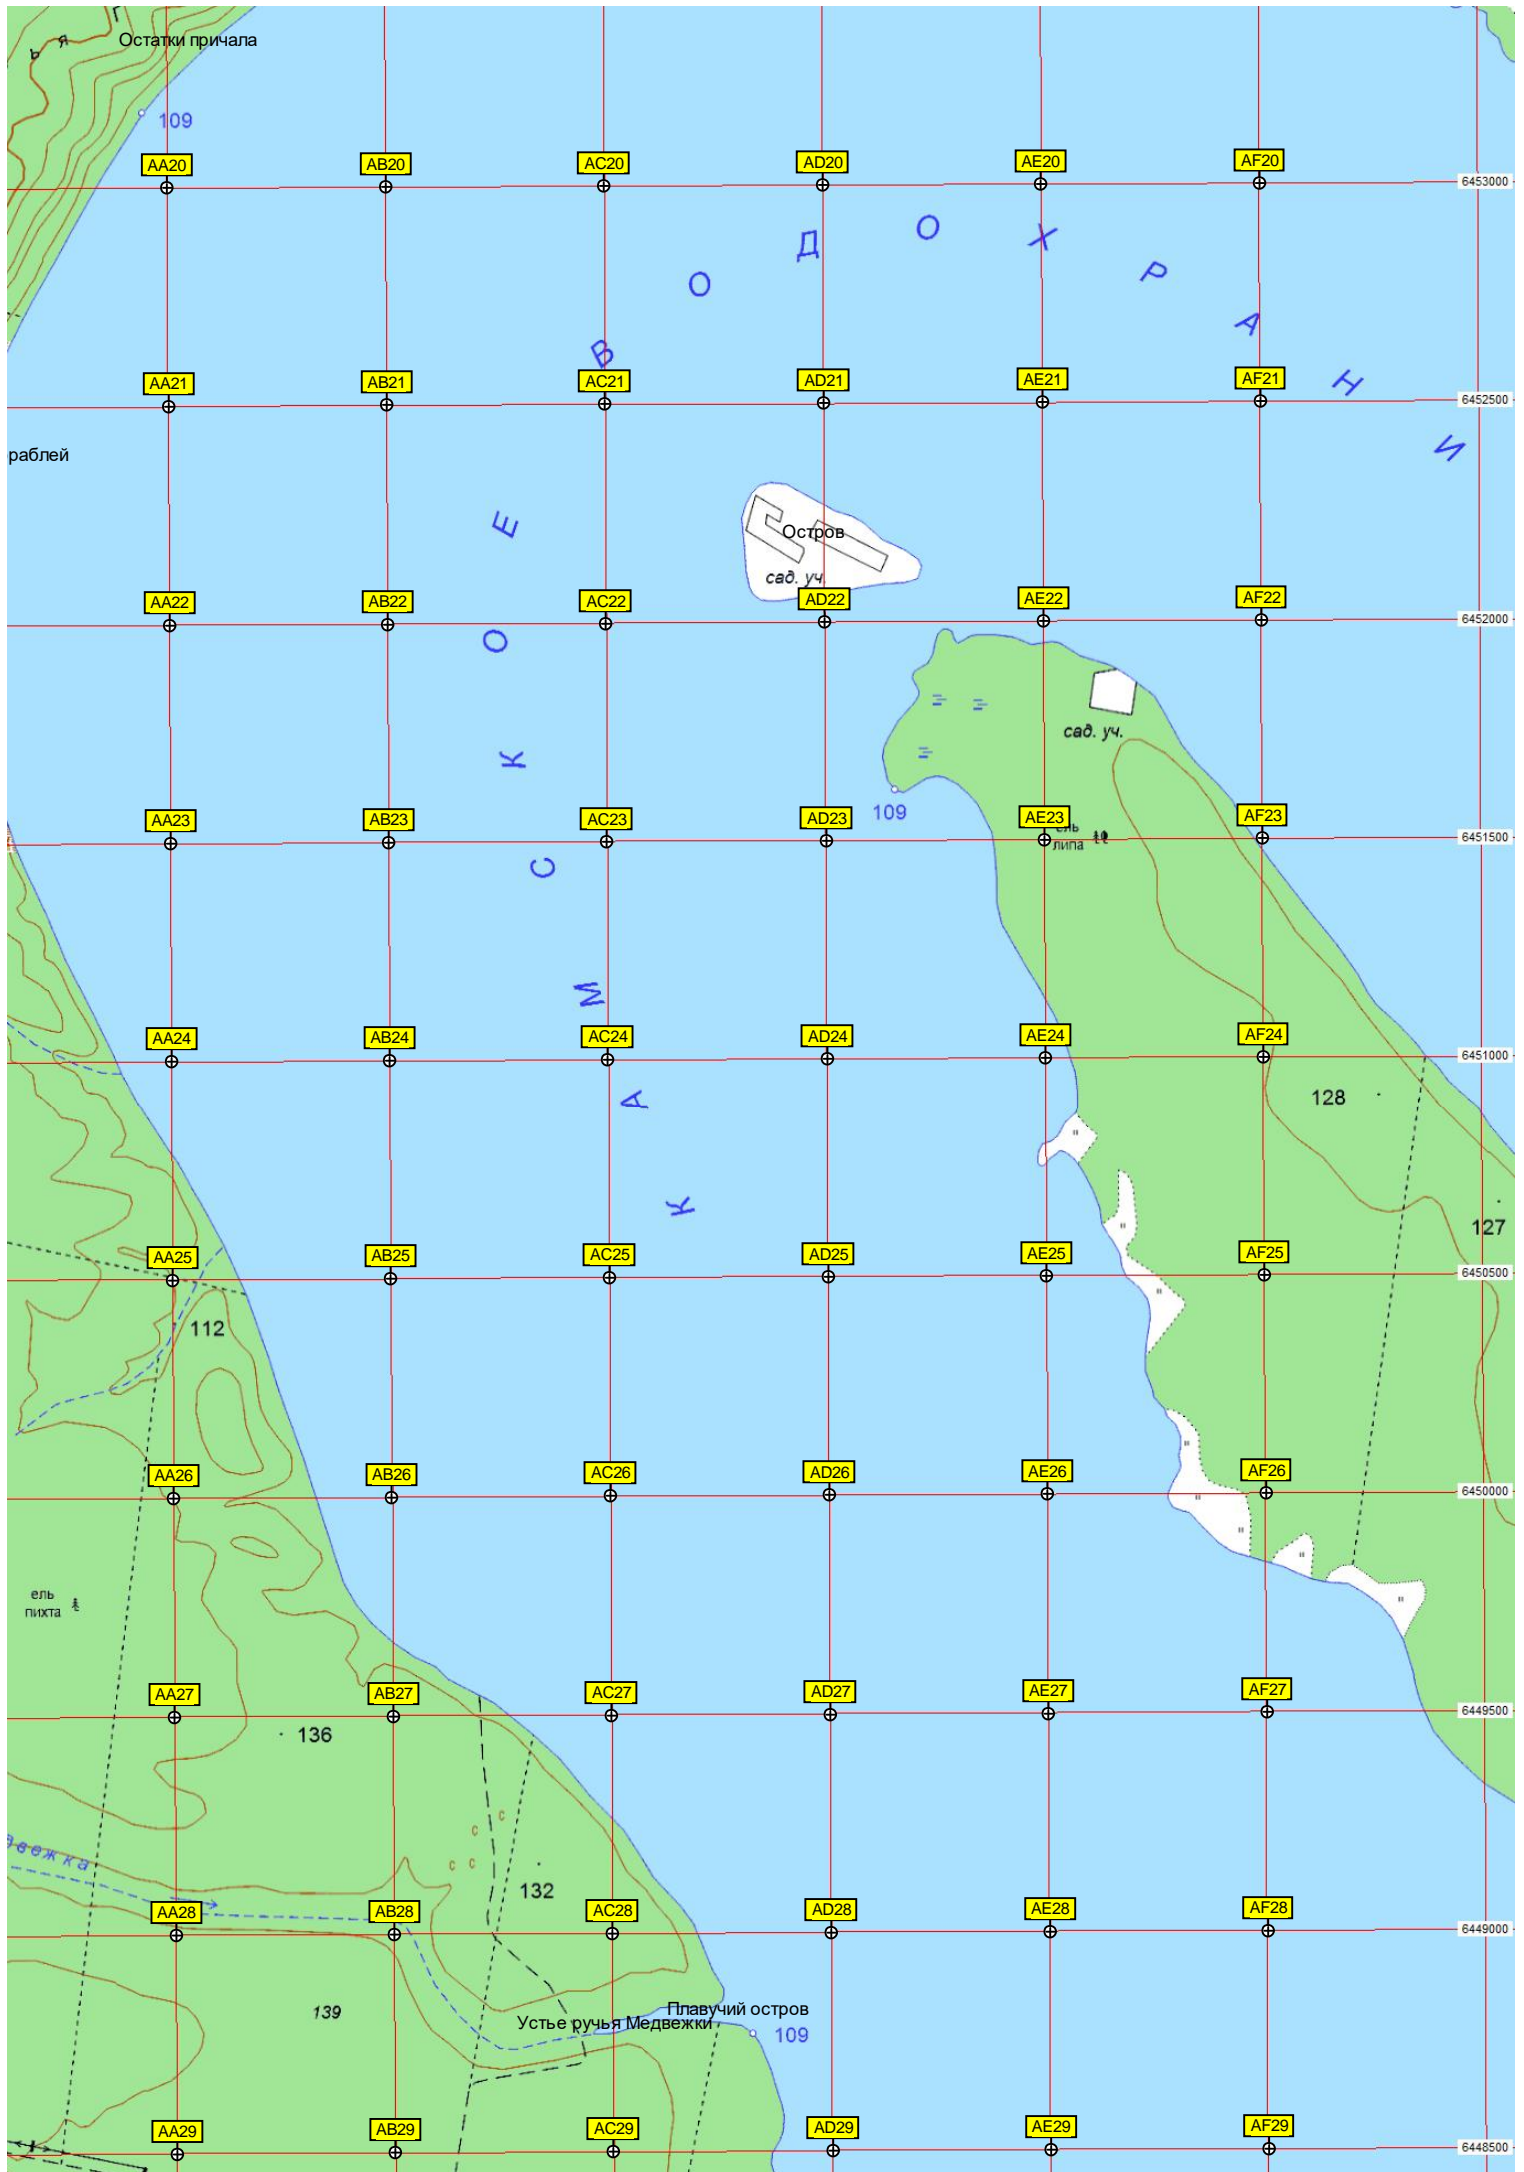 Остатки причала
Ь Я Г
109
AA20 AB20 AC20 AD20 AE20 AF20
6453000
КАМСКОЕ ВОДОХРАНИ
AA21 AB21 AC21 AD21 AE21 AF21
6452500
раблей
Остров
сад. уч.
AA22 AB22 AC22 AD22 AE22 AF22
6452000
сад. уч.
109
AA23 AB23 AC23 AD23 AE23 AF23
6451500
ель
липа
AA24 AB24 AC24 AD24 AE24 AF24
6451000
128
127
AA25 AB25 AC25 AD25 AE25 AF25
6450500
112
AA26 AB26 AC26 AD26 AE26 AF26
6450000
ель
пихта
AA27 AB27 AC27 AD27 AE27 AF27
6449500
136
с
с
с с
двежка
132
AA28 AB28 AC28 AD28 AE28 AF28
6449000
139
Плавучий остров
Устье ручья Медвежки
109
AA29 AB29 AC29 AD29 AE29 AF29
6448500